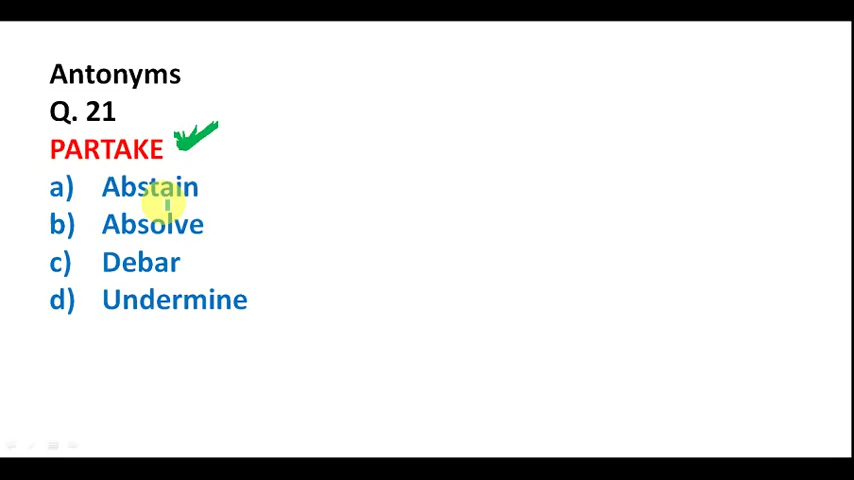 Antonyms
Q. 21
PARTAKE
a) Abstain
b) Absolve
c) Debar
d) Undermine